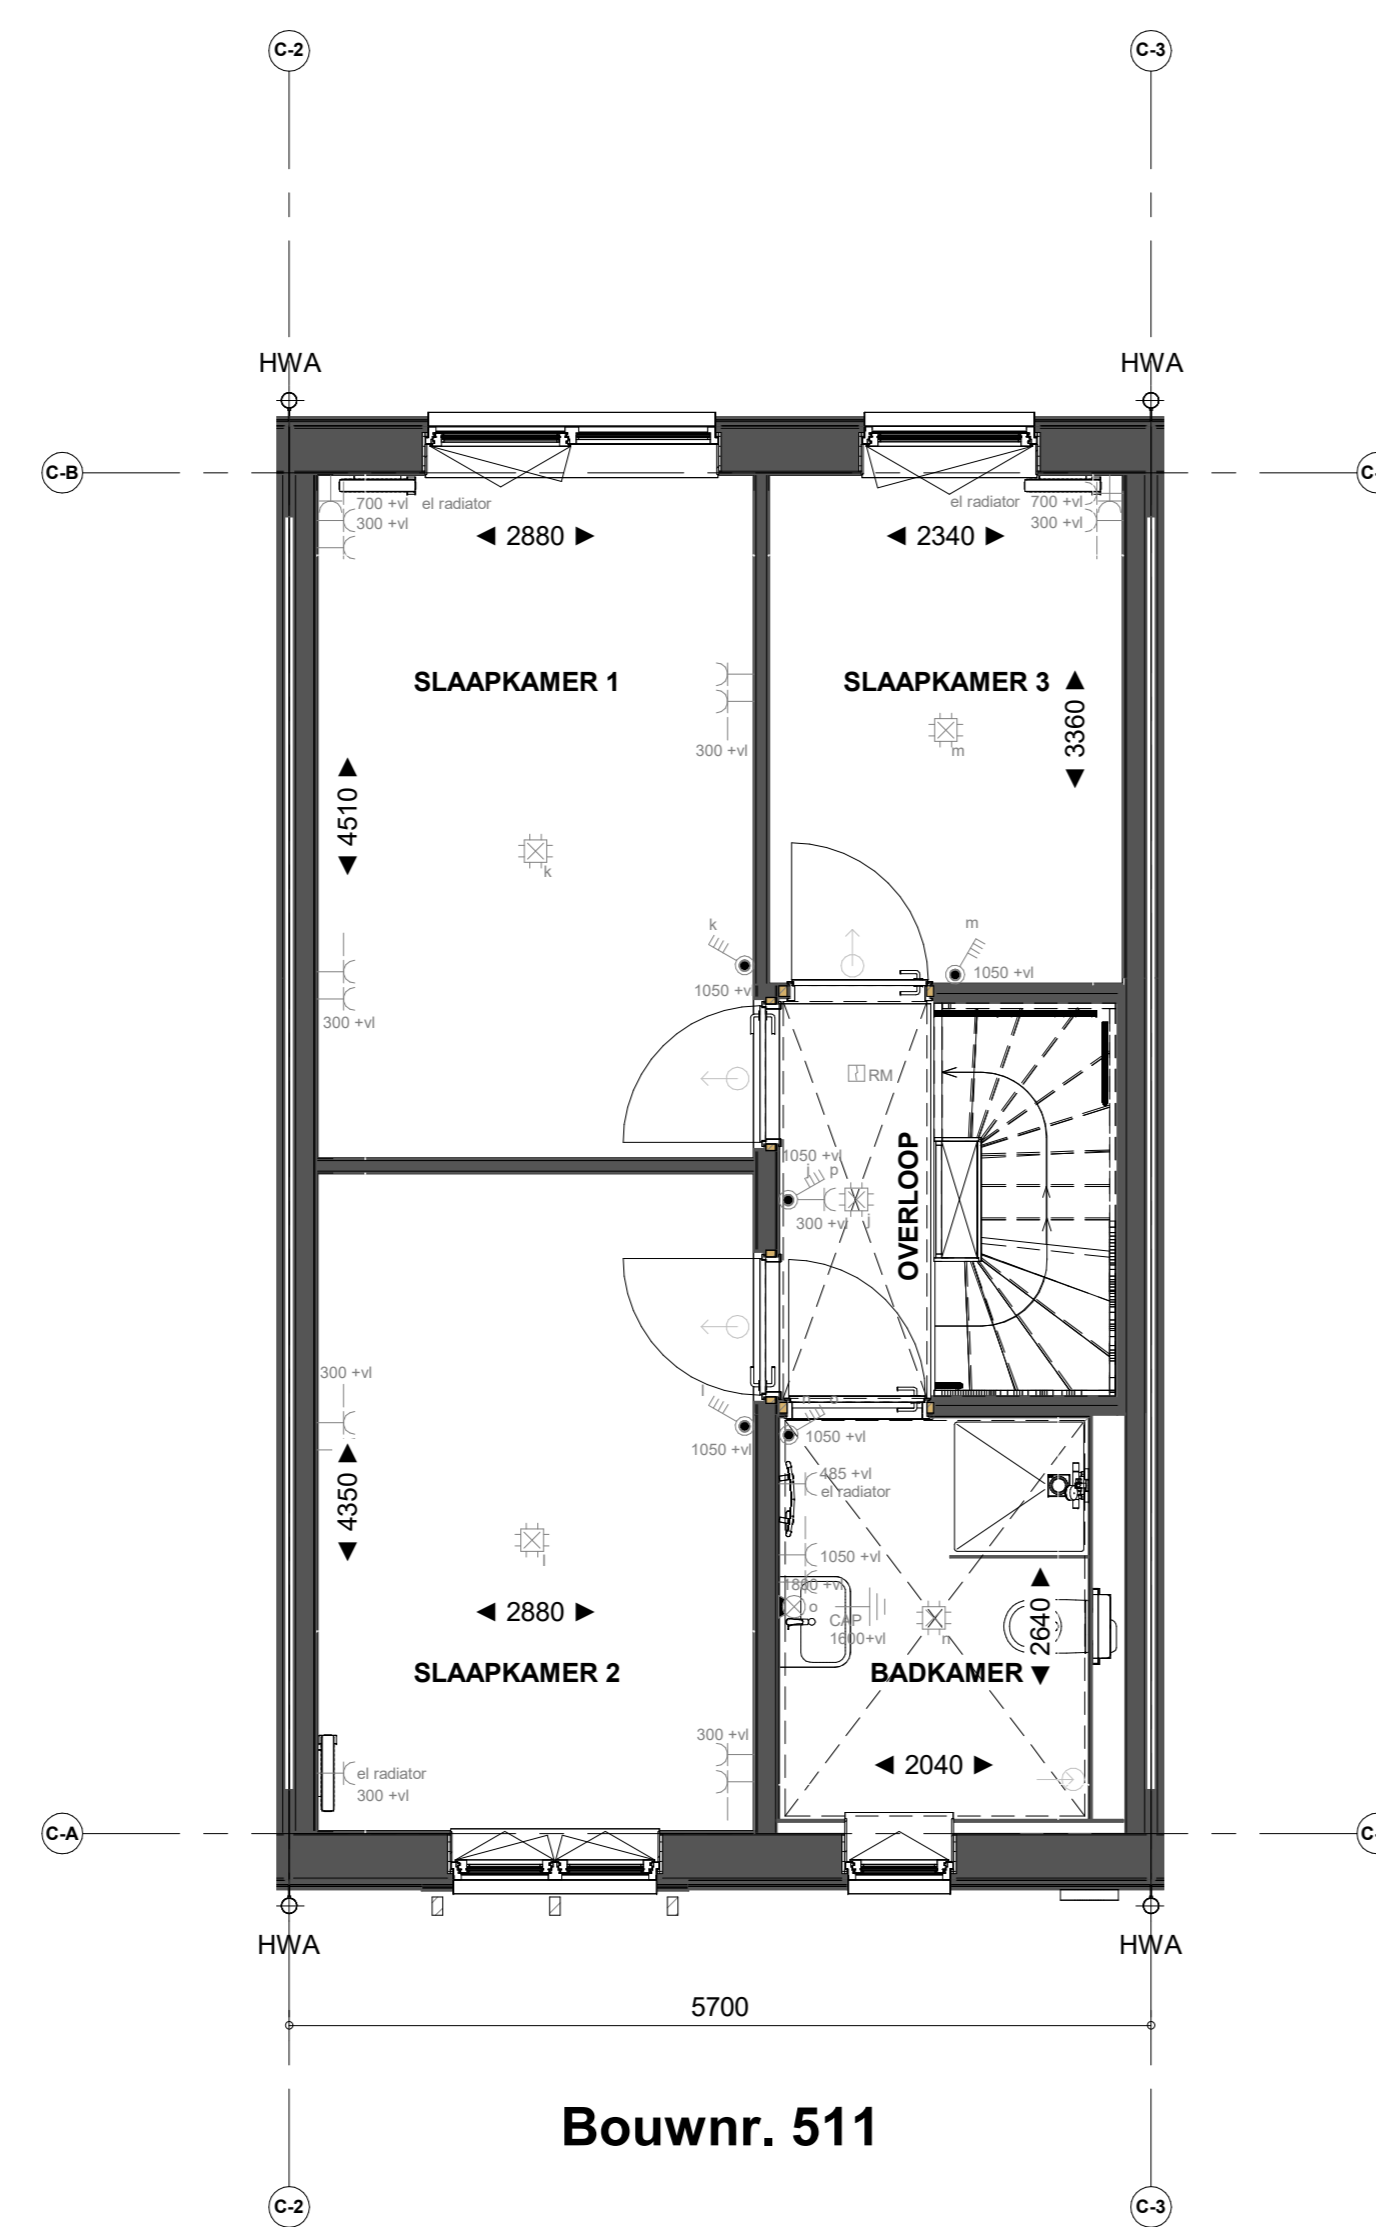 C-2
C-3
HWA
HWA
C-B
700 +vl
el radiator
300 +vl
el radiator
700 +vl
300 +vl
2880
2340
SLAAPKAMER 1
SLAAPKAMER 3
3360
m
300 +vl
4510
k
k
1050 +v
m
1050 +vl
300 +vl
RM
OVERLOOP
1050 +vl
p
300 +vl
j
300 +vl
l
1050 +vl
1050 +vl
485 +vl
el radiator
4350
l
1050 +vl
1880 +vl
o
CAP
1600+vl
n
2640
2880
SLAAPKAMER 2
BADKAMER
300 +vl
2040
el radiator
300 +vl
C-A
HWA
HWA
5700
Bouwnr. 511
C-2
C-3